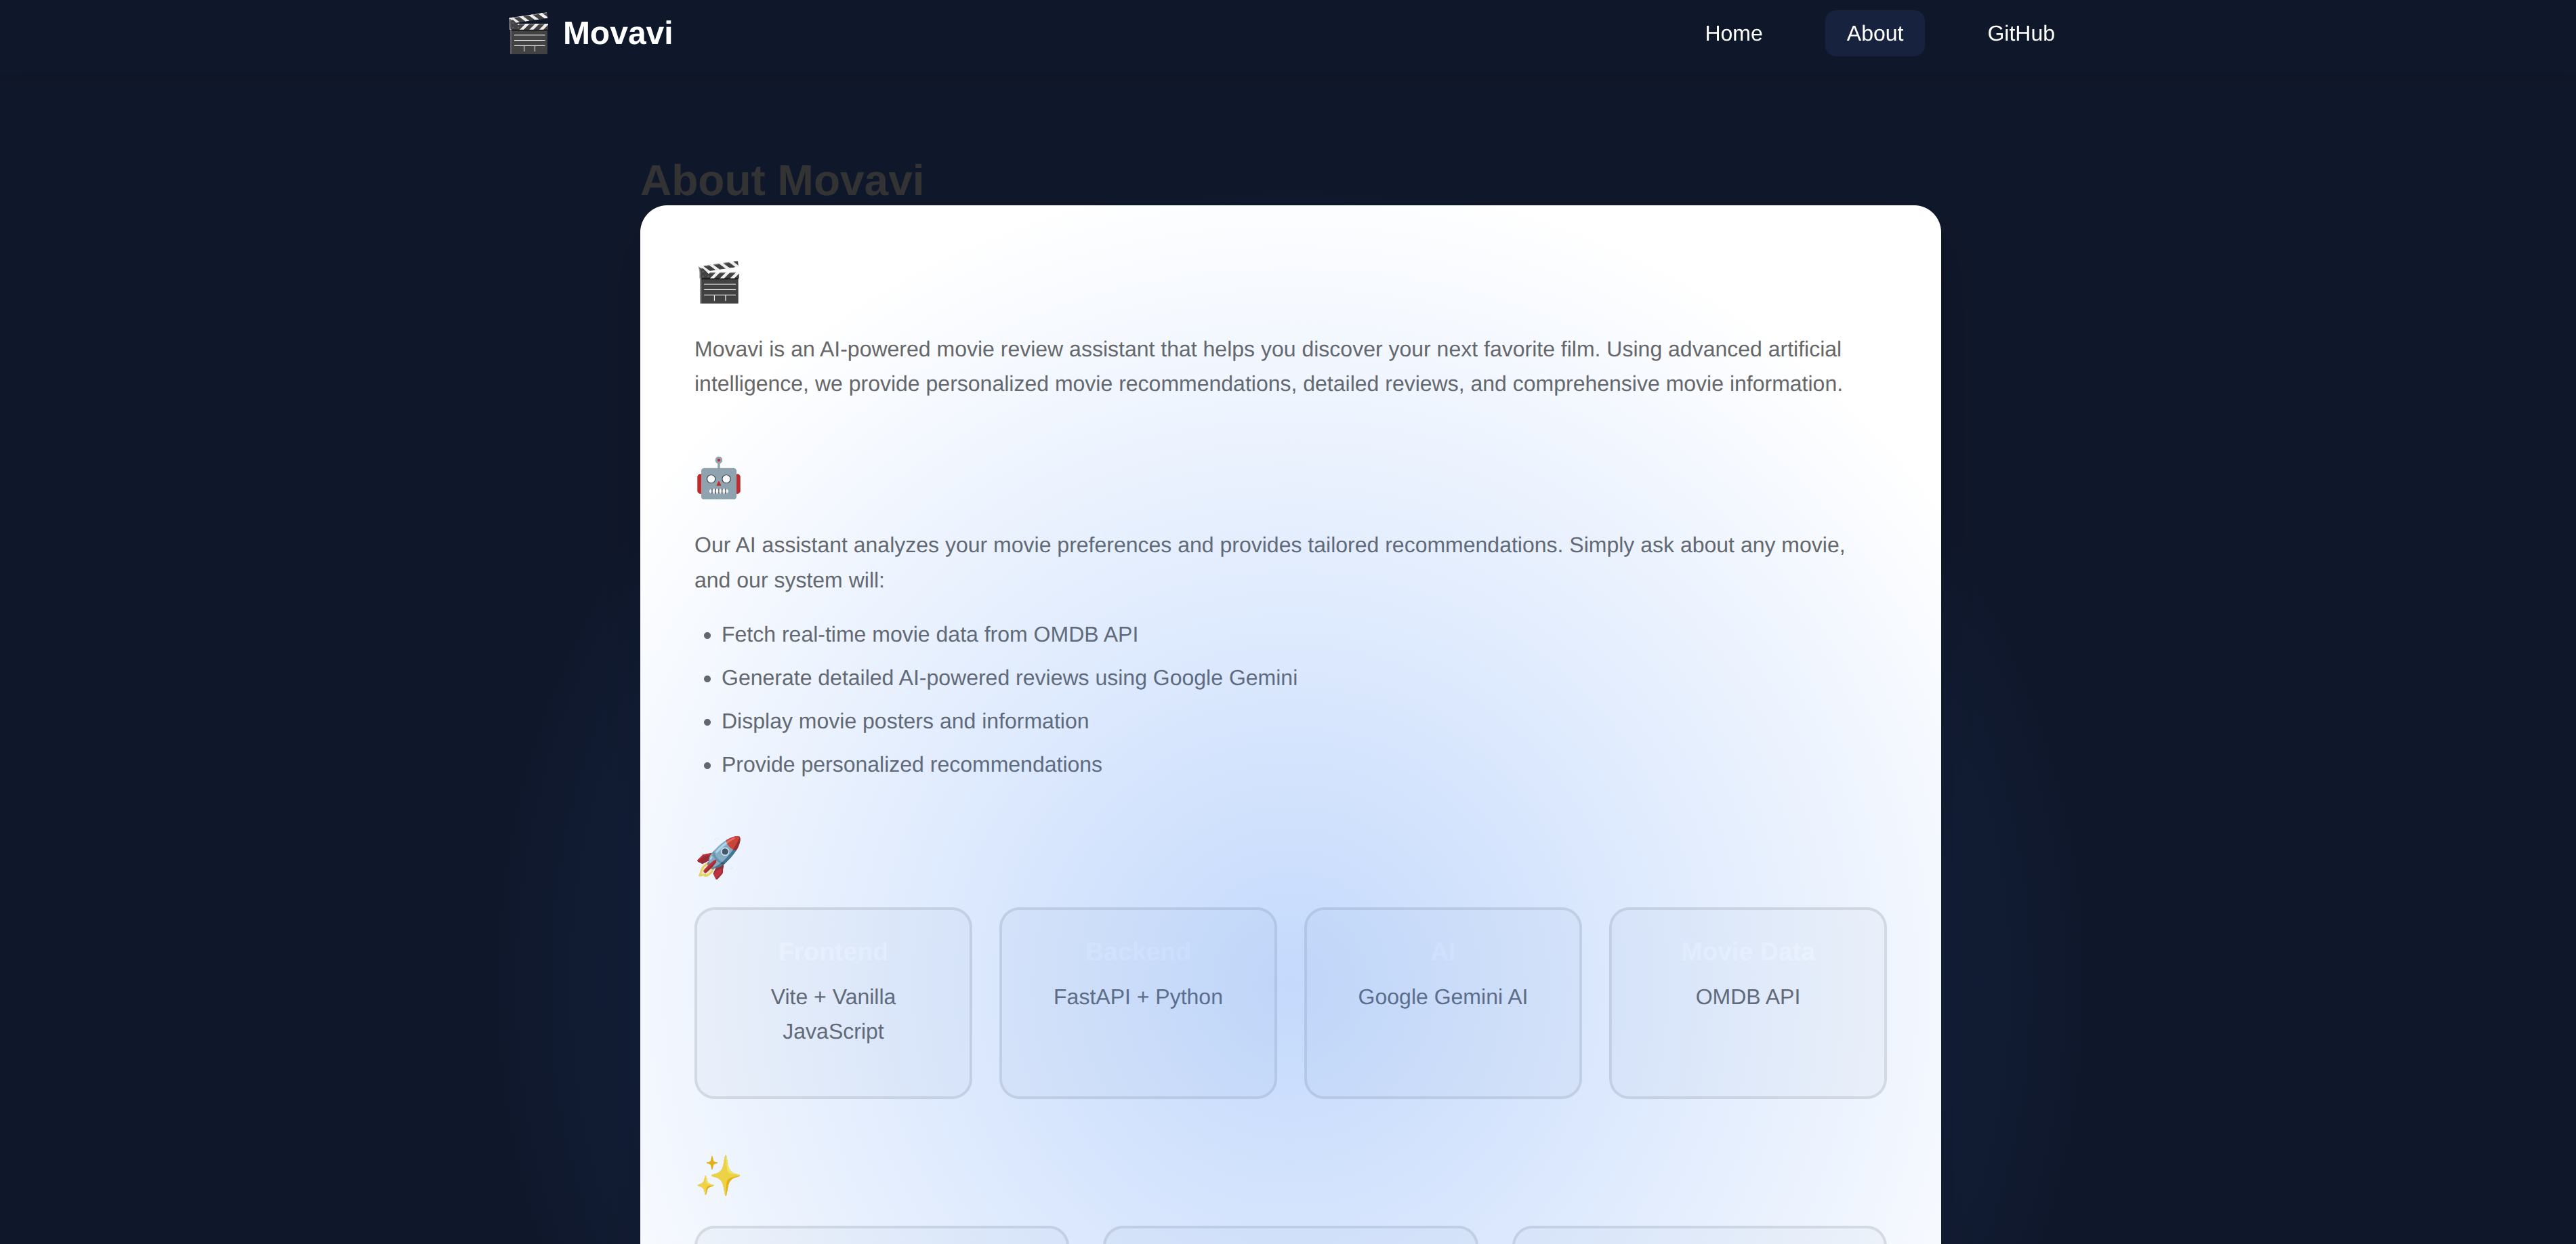 Movavi
Home
About
GitHub
About Movavi
Movavi is an AI-powered movie review assistant that helps you discover your next favorite film. Using advanced artificial
intelligence, we provide personalized movie recommendations, detailed reviews, and comprehensive movie information.
Our AI assistant analyzes your movie preferences and provides tailored recommendations. Simply ask about any movie,
and our system will:
Fetch real-time movie data from OMDB API
Generate detailed AI-powered reviews using Google Gemini
Display movie posters and information
Provide personalized recommendations
Frontend
Vite + Vanilla
JavaScript
Backend
FastAPI + Python
AI
Google Gemini AI
Movie Data
OMDB API